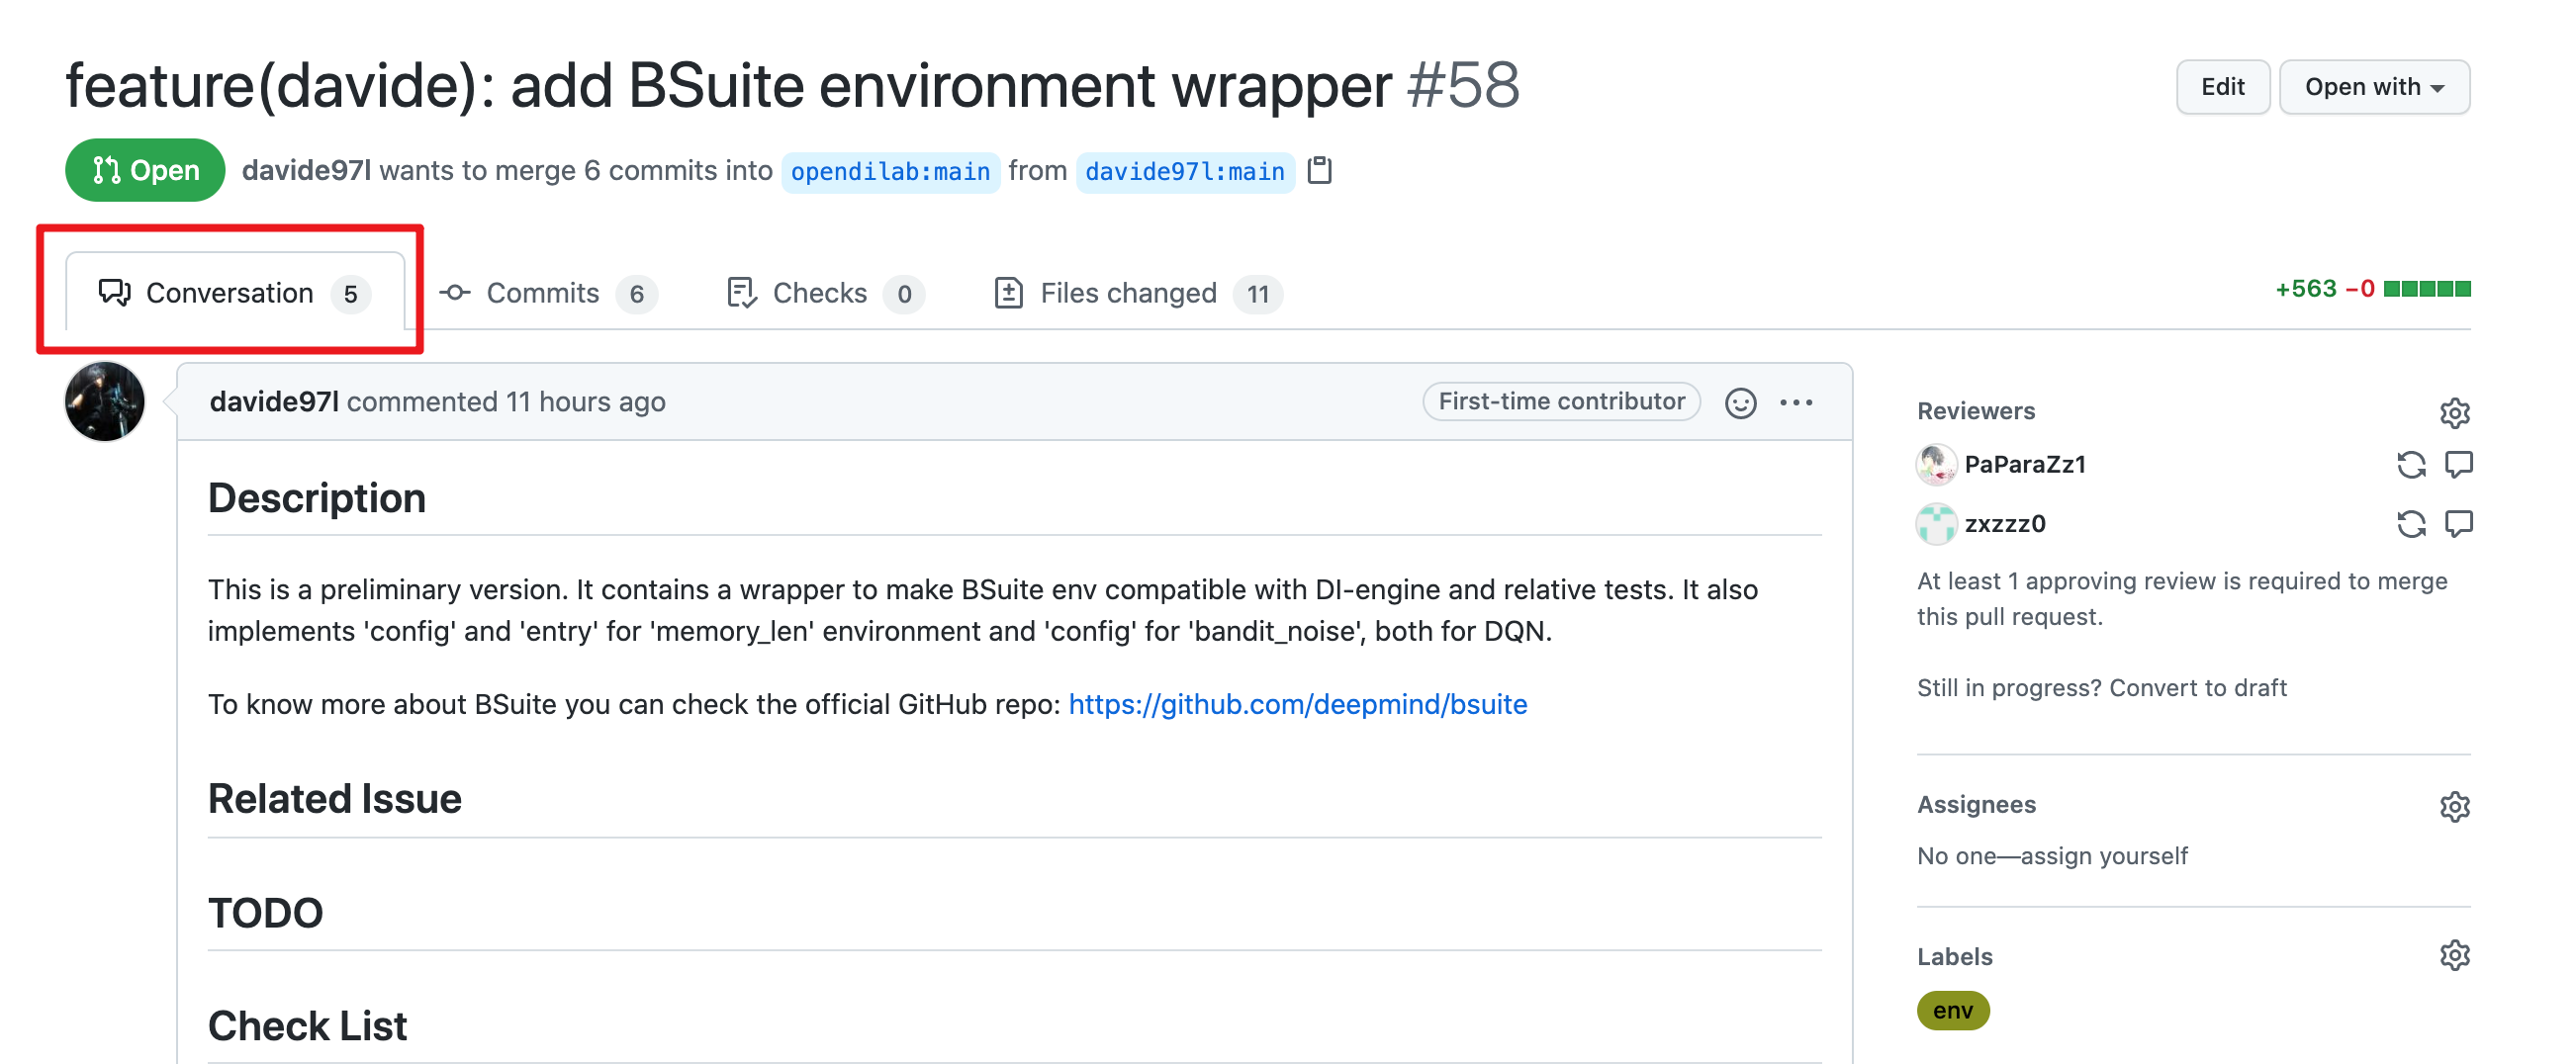 feature(davide): add BSuite environment wrapper #58
Edit
Open with
Open
davide97l wants to merge 6 commits into opendilab:main from davide97l:main
Conversation 5
Commits 6
Checks 0
Files changed 11
+563 −0
davide97l commented 11 hours ago
First-time contributor
Description
This is a preliminary version. It contains a wrapper to make BSuite env compatible with DI-engine and relative tests. It also
implements 'config' and 'entry' for 'memory_len' environment and 'config' for 'bandit_noise', both for DQN.
To know more about BSuite you can check the official GitHub repo: https://github.com/deepmind/bsuite
Related Issue
TODO
Check List
Reviewers
PaParaZz1
zxzzz0
At least 1 approving review is required to merge
this pull request.
Still in progress? Convert to draft
Assignees
No one—assign yourself
Labels
env